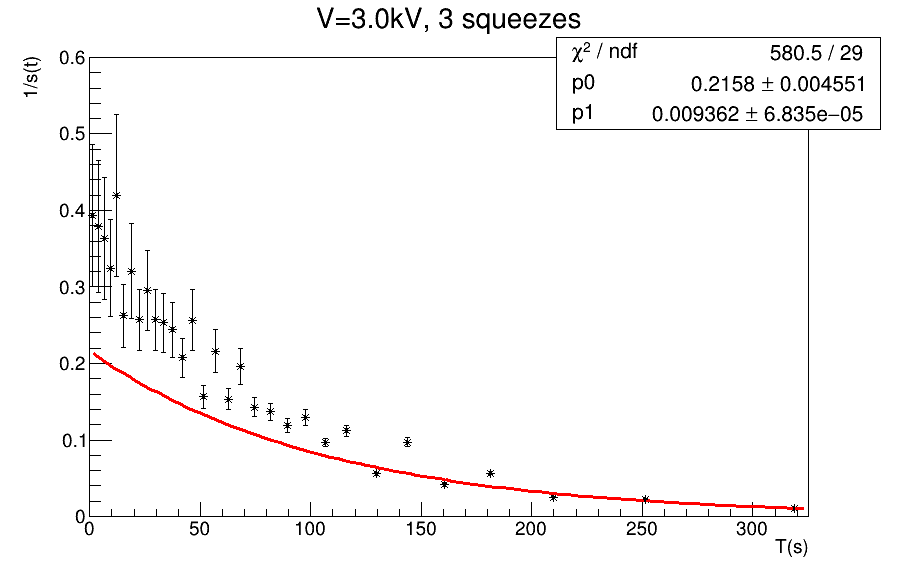 V=3.0kV, 3 squeezes
χ² / ndf 580.5 / 29
p0 0.2158 ± 0.004551
p1 0.009362 ± 6.835e−05
1/s(t)
0.6
0.5
0.4
0.3
0.2
0.1
0
0 50 100 150 200 250 300
T(s)